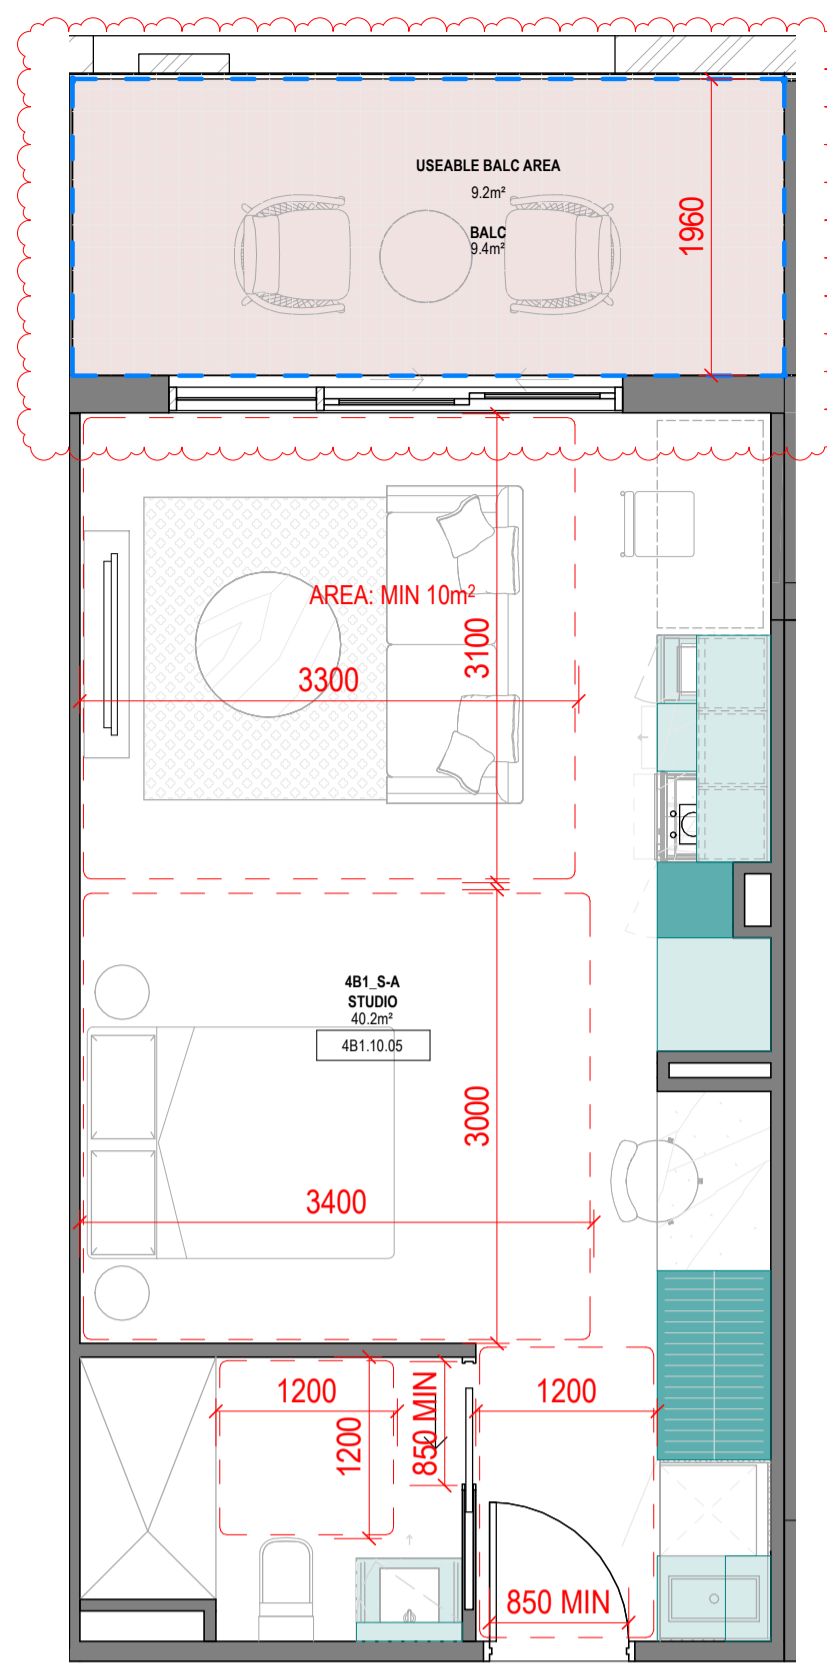 USEABLE BALC AREA
9.2m²
BALC
9.4m²
1960
AREA: MIN 10m²
3100
3300
4B1_S-A
STUDIO
40.2m²
4B1.10.05
3000
3400
1200
1200
850 MIN
1200
850 MIN